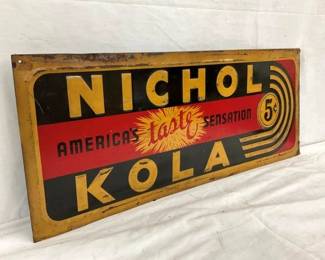 NICHOL
AMERICA'S taste SENSATION 5¢
KOLA